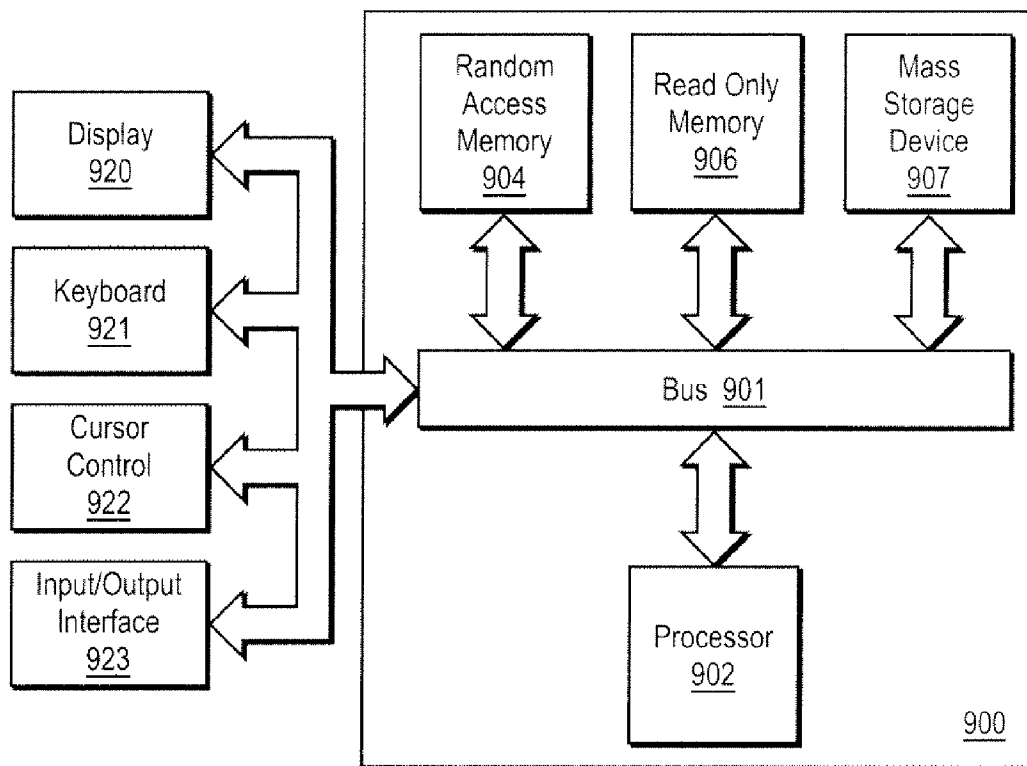 Display
920
Keyboard
921
Cursor
Control
922
Input/Output
Interface
923
Random
Access
Memory
904
Read Only
Memory
906
Mass
Storage
Device
907
Bus 901
Processor
902
900